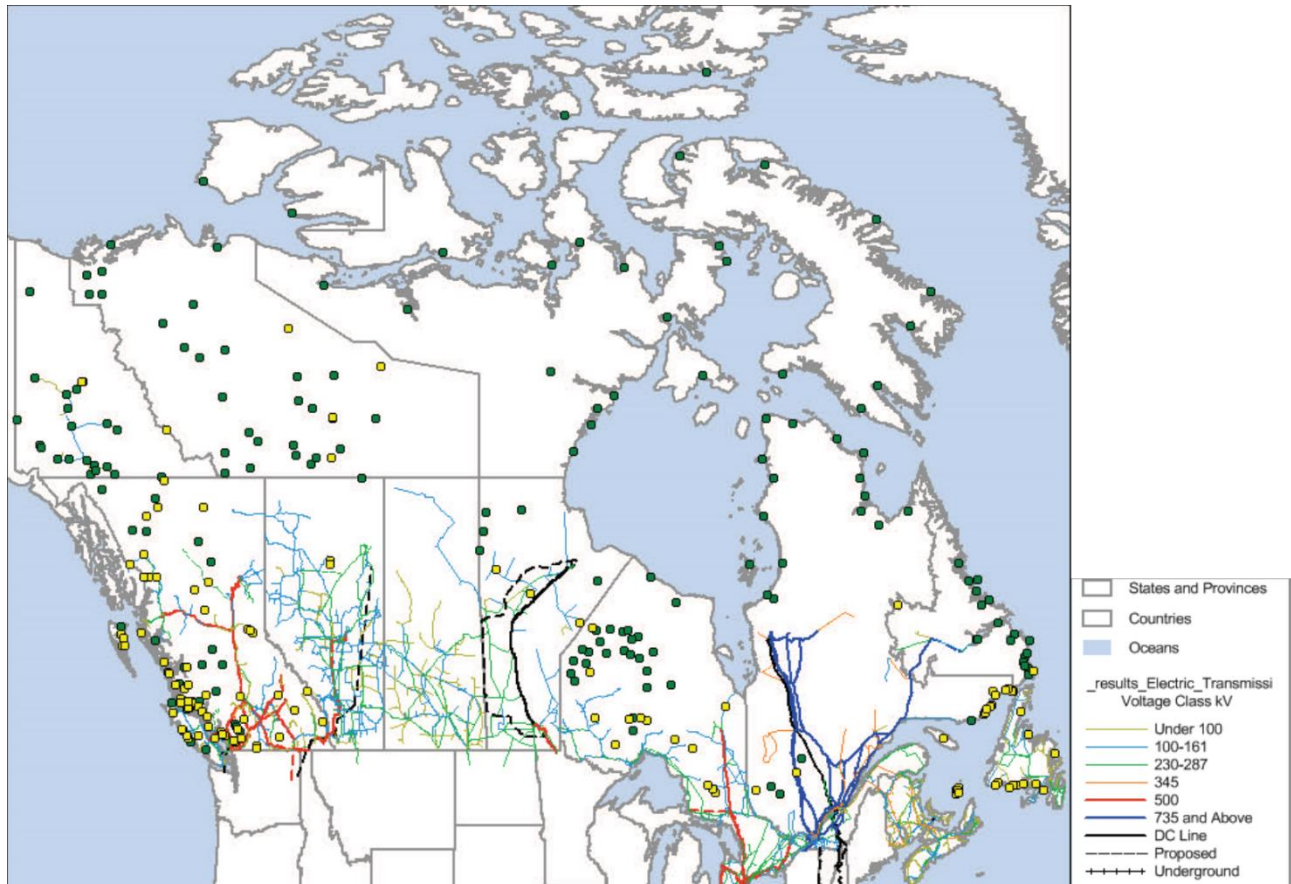 States and Provinces
Countries
Oceans
_results_Electric_Transmissi
Voltage Class kV
Under 100
100-161
230-287
345
500
735 and Above
DC Line
Proposed
Underground